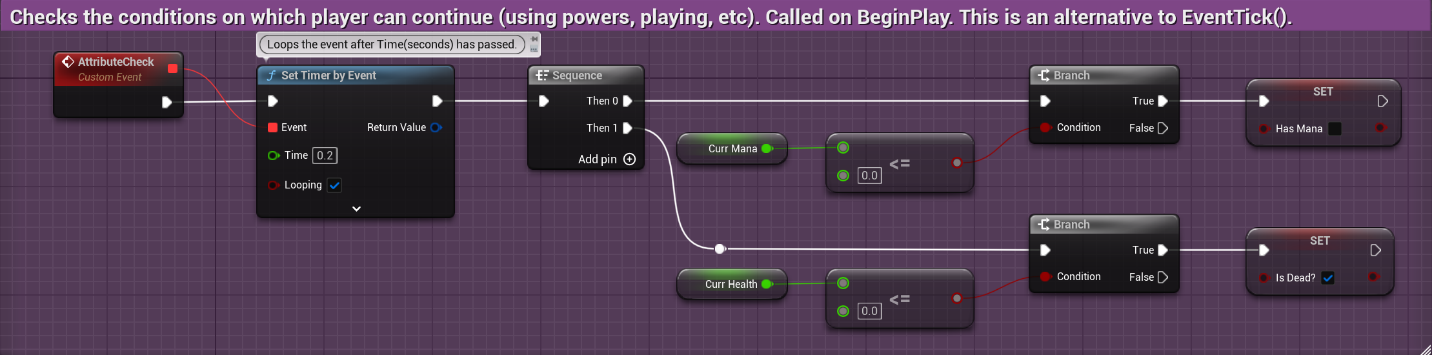 Checks the conditions on which player can continue (using powers, playing, etc). Called on BeginPlay. This is an alternative to EventTick().
Loops the event after Time(seconds) has passed.
AttributeCheck
Custom Event
Set Timer by Event
Event
Return Value
Time 0.2
Looping
Sequence
Then 0
Then 1
Add pin
Curr Mana
<=
0.0
Branch
True
Condition
False
SET
Has Mana
Curr Health
<=
0.0
Branch
True
Condition
False
SET
Is Dead?